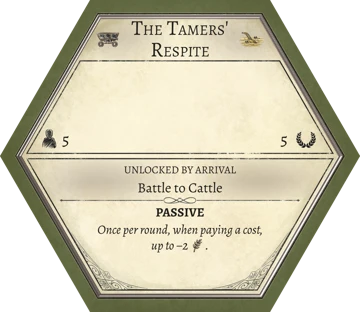 The Tamers'
Respite
5
5
UNLOCKED BY ARRIVAL
Battle to Cattle
PASSIVE
Once per round, when paying a cost,
up to –2 .